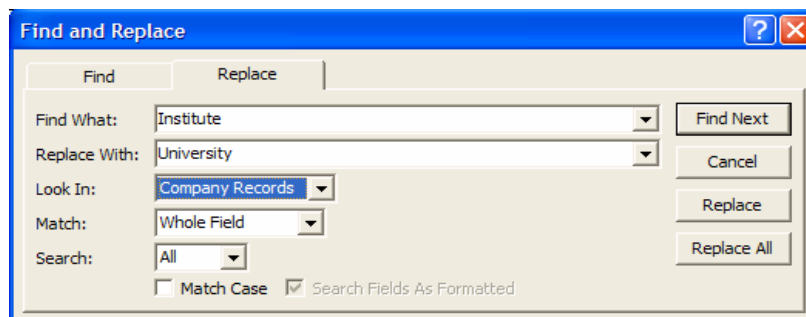 Find and Replace
Find Replace
Find What: Institute Find Next
Replace With: University Cancel
Look In: Company Records Replace
Match: Whole Field Replace All
Search: All
Match Case Search Fields As Formatted